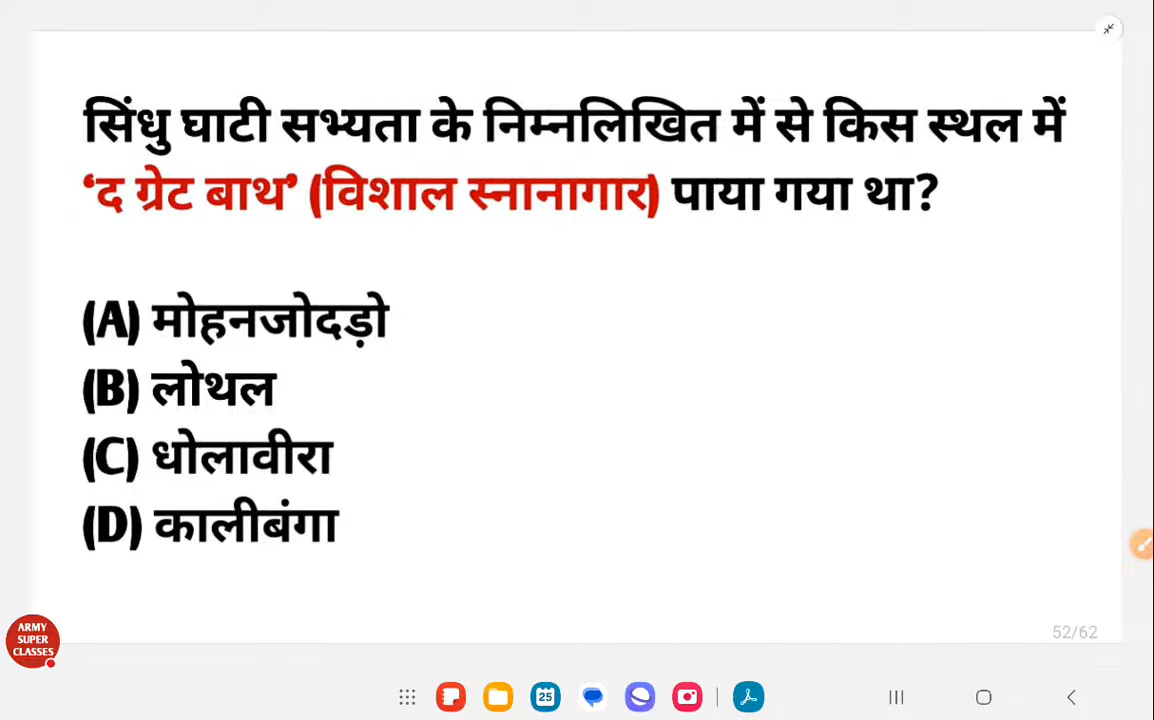 सिंधु घाटी सभ्यता के निम्नलिखित में से किस स्थल में
‘द ग्रेट बाथ’ (विशाल स्नानागार) पाया गया था?
(A) मोहनजोदड़ो
(B) लोथल
(C) धोलावीरा
(D) कालीबंगा
52/62
ARMY
SUPER
CLASSES
25